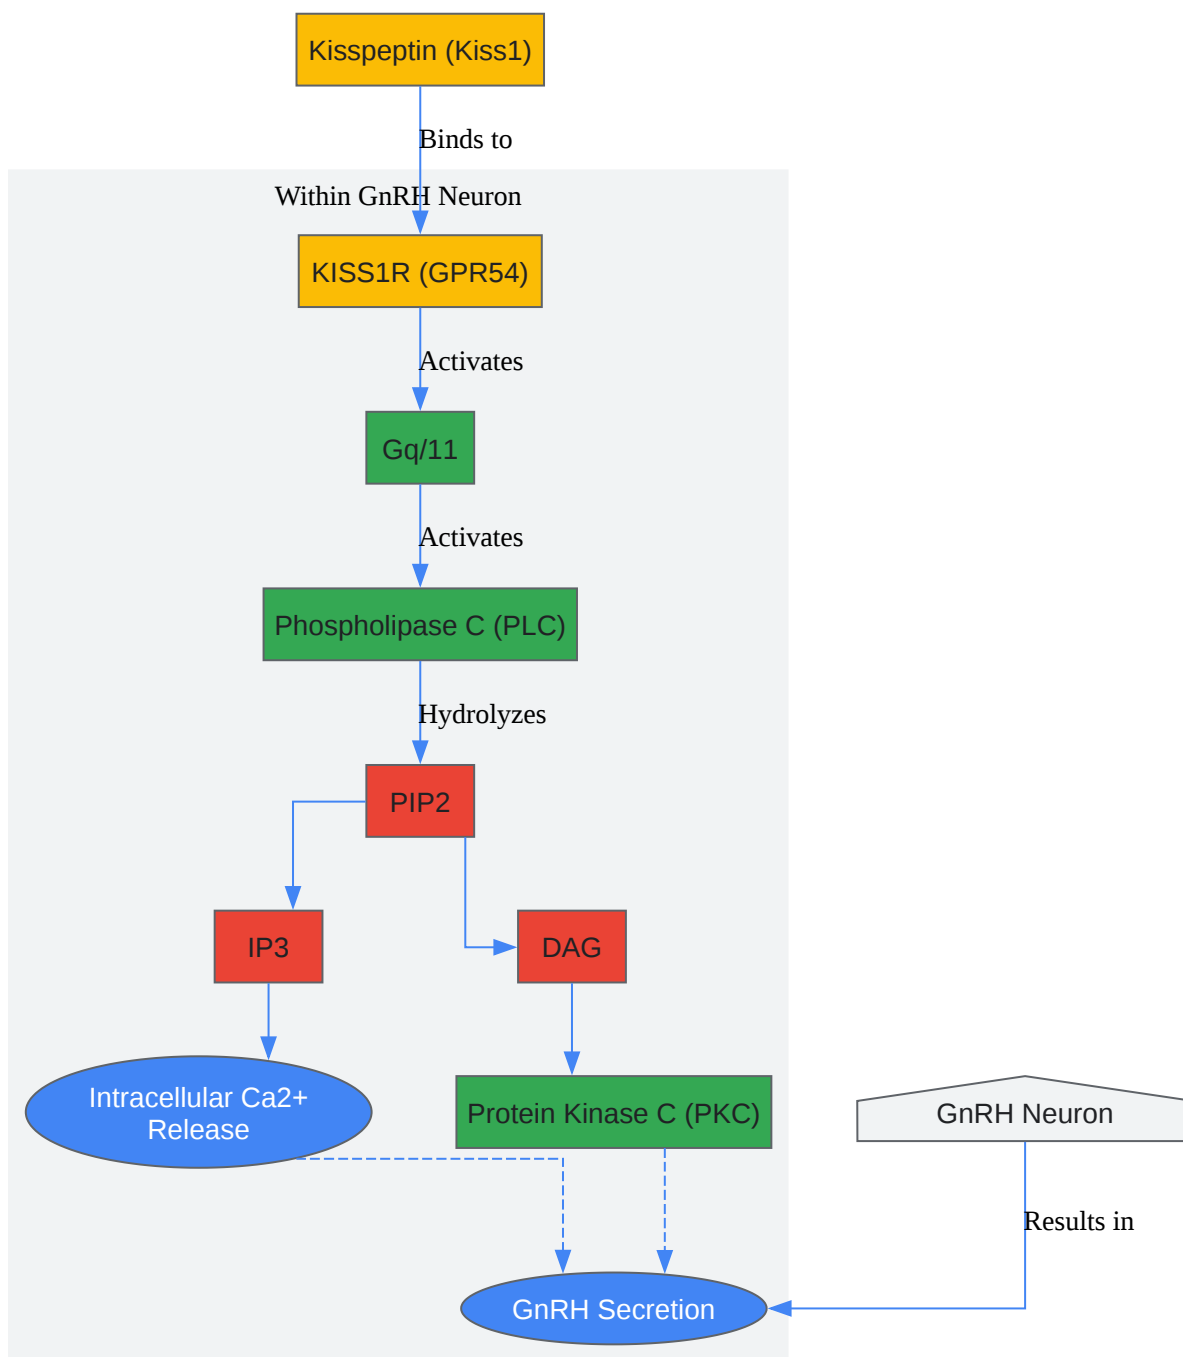 Kisspeptin (Kiss1)
Binds to
Within GnRH Neuron
KISS1R (GPR54)
Activates
Gq/11
Activates
Phospholipase C (PLC)
Hydrolyzes
PIP2
IP3
DAG
Intracellular Ca2+
Release
Protein Kinase C (PKC)
GnRH Neuron
Results in
GnRH Secretion